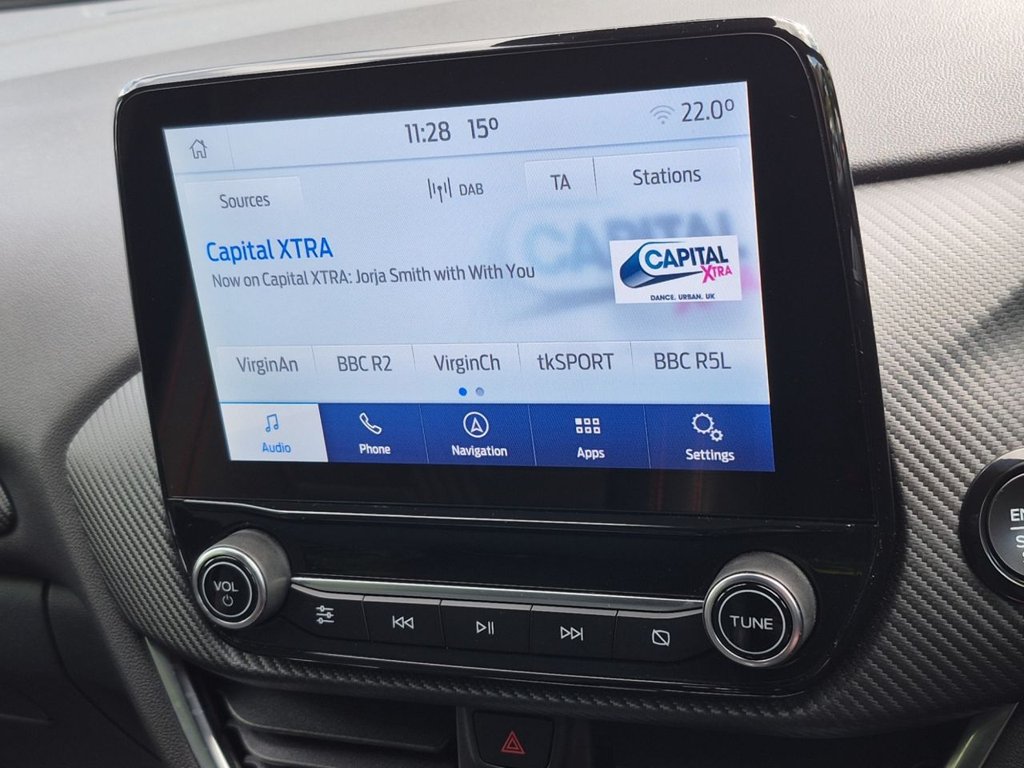 11:28 15º 22.0º
Sources DAB TA Stations
Capital XTRA
Now on Capital XTRA: Jorja Smith with With You
CAPITAL
XTRA
DANCE. URBAN. UK
VirginAn BBC R2 VirginCh tkSPORT BBC R5L
Audio Phone Navigation Apps Settings
VOL
TUNE